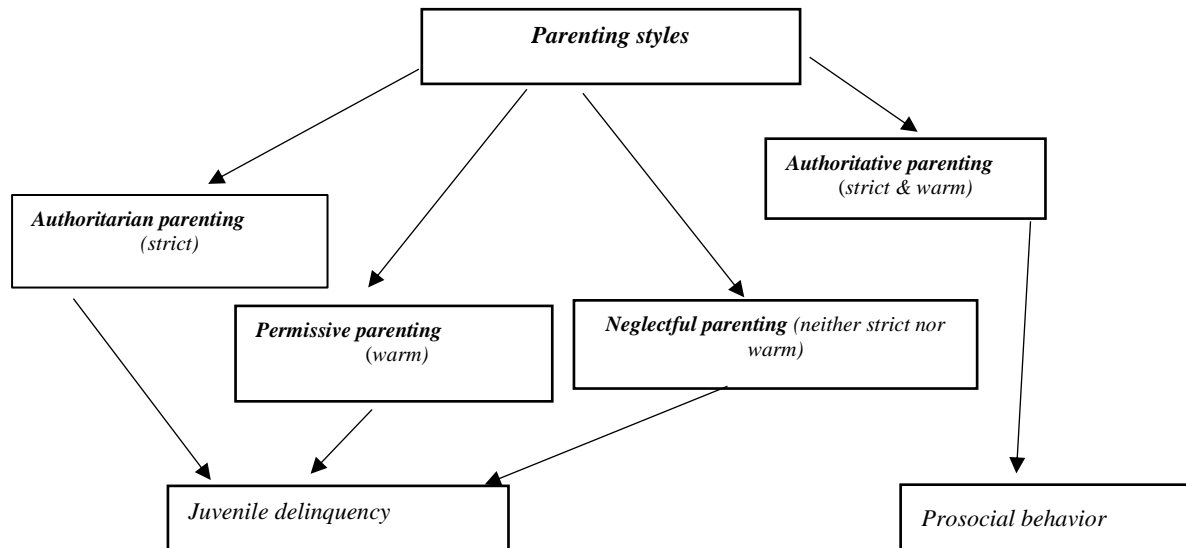 Parenting styles
Authoritative parenting
(strict & warm)
Authoritarian parenting
(strict)
Permissive parenting
(warm)
Neglectful parenting (neither strict nor
warm)
Juvenile delinquency
Prosocial behavior